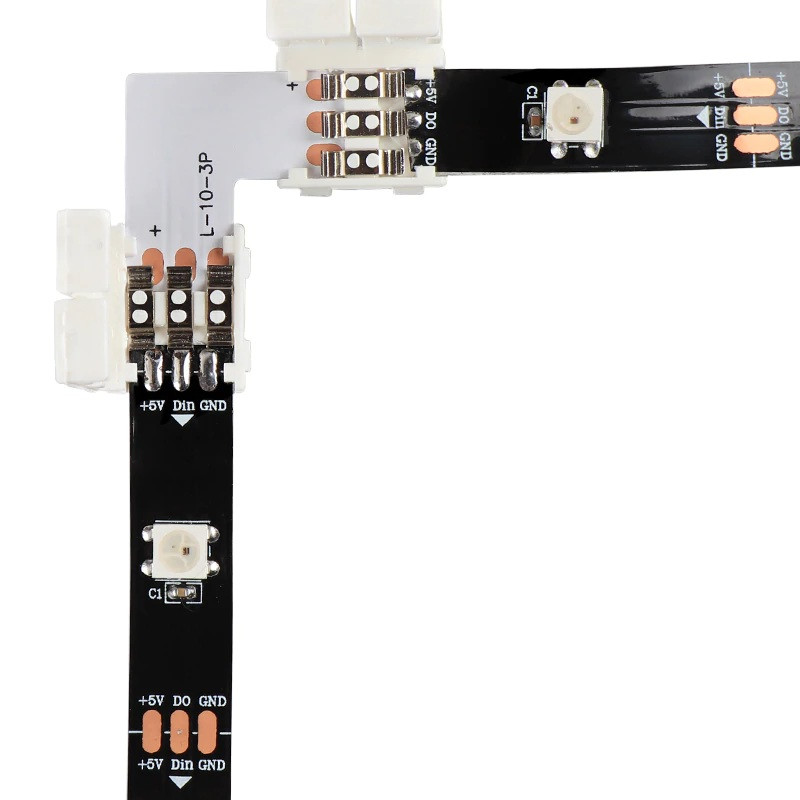 +
+5V
DO
GND
C1
+5V
Din
GND
+5V
DO
GND
L-10-3P
+
+5V Din GND
C1
+5V DO GND
+5V Din GND